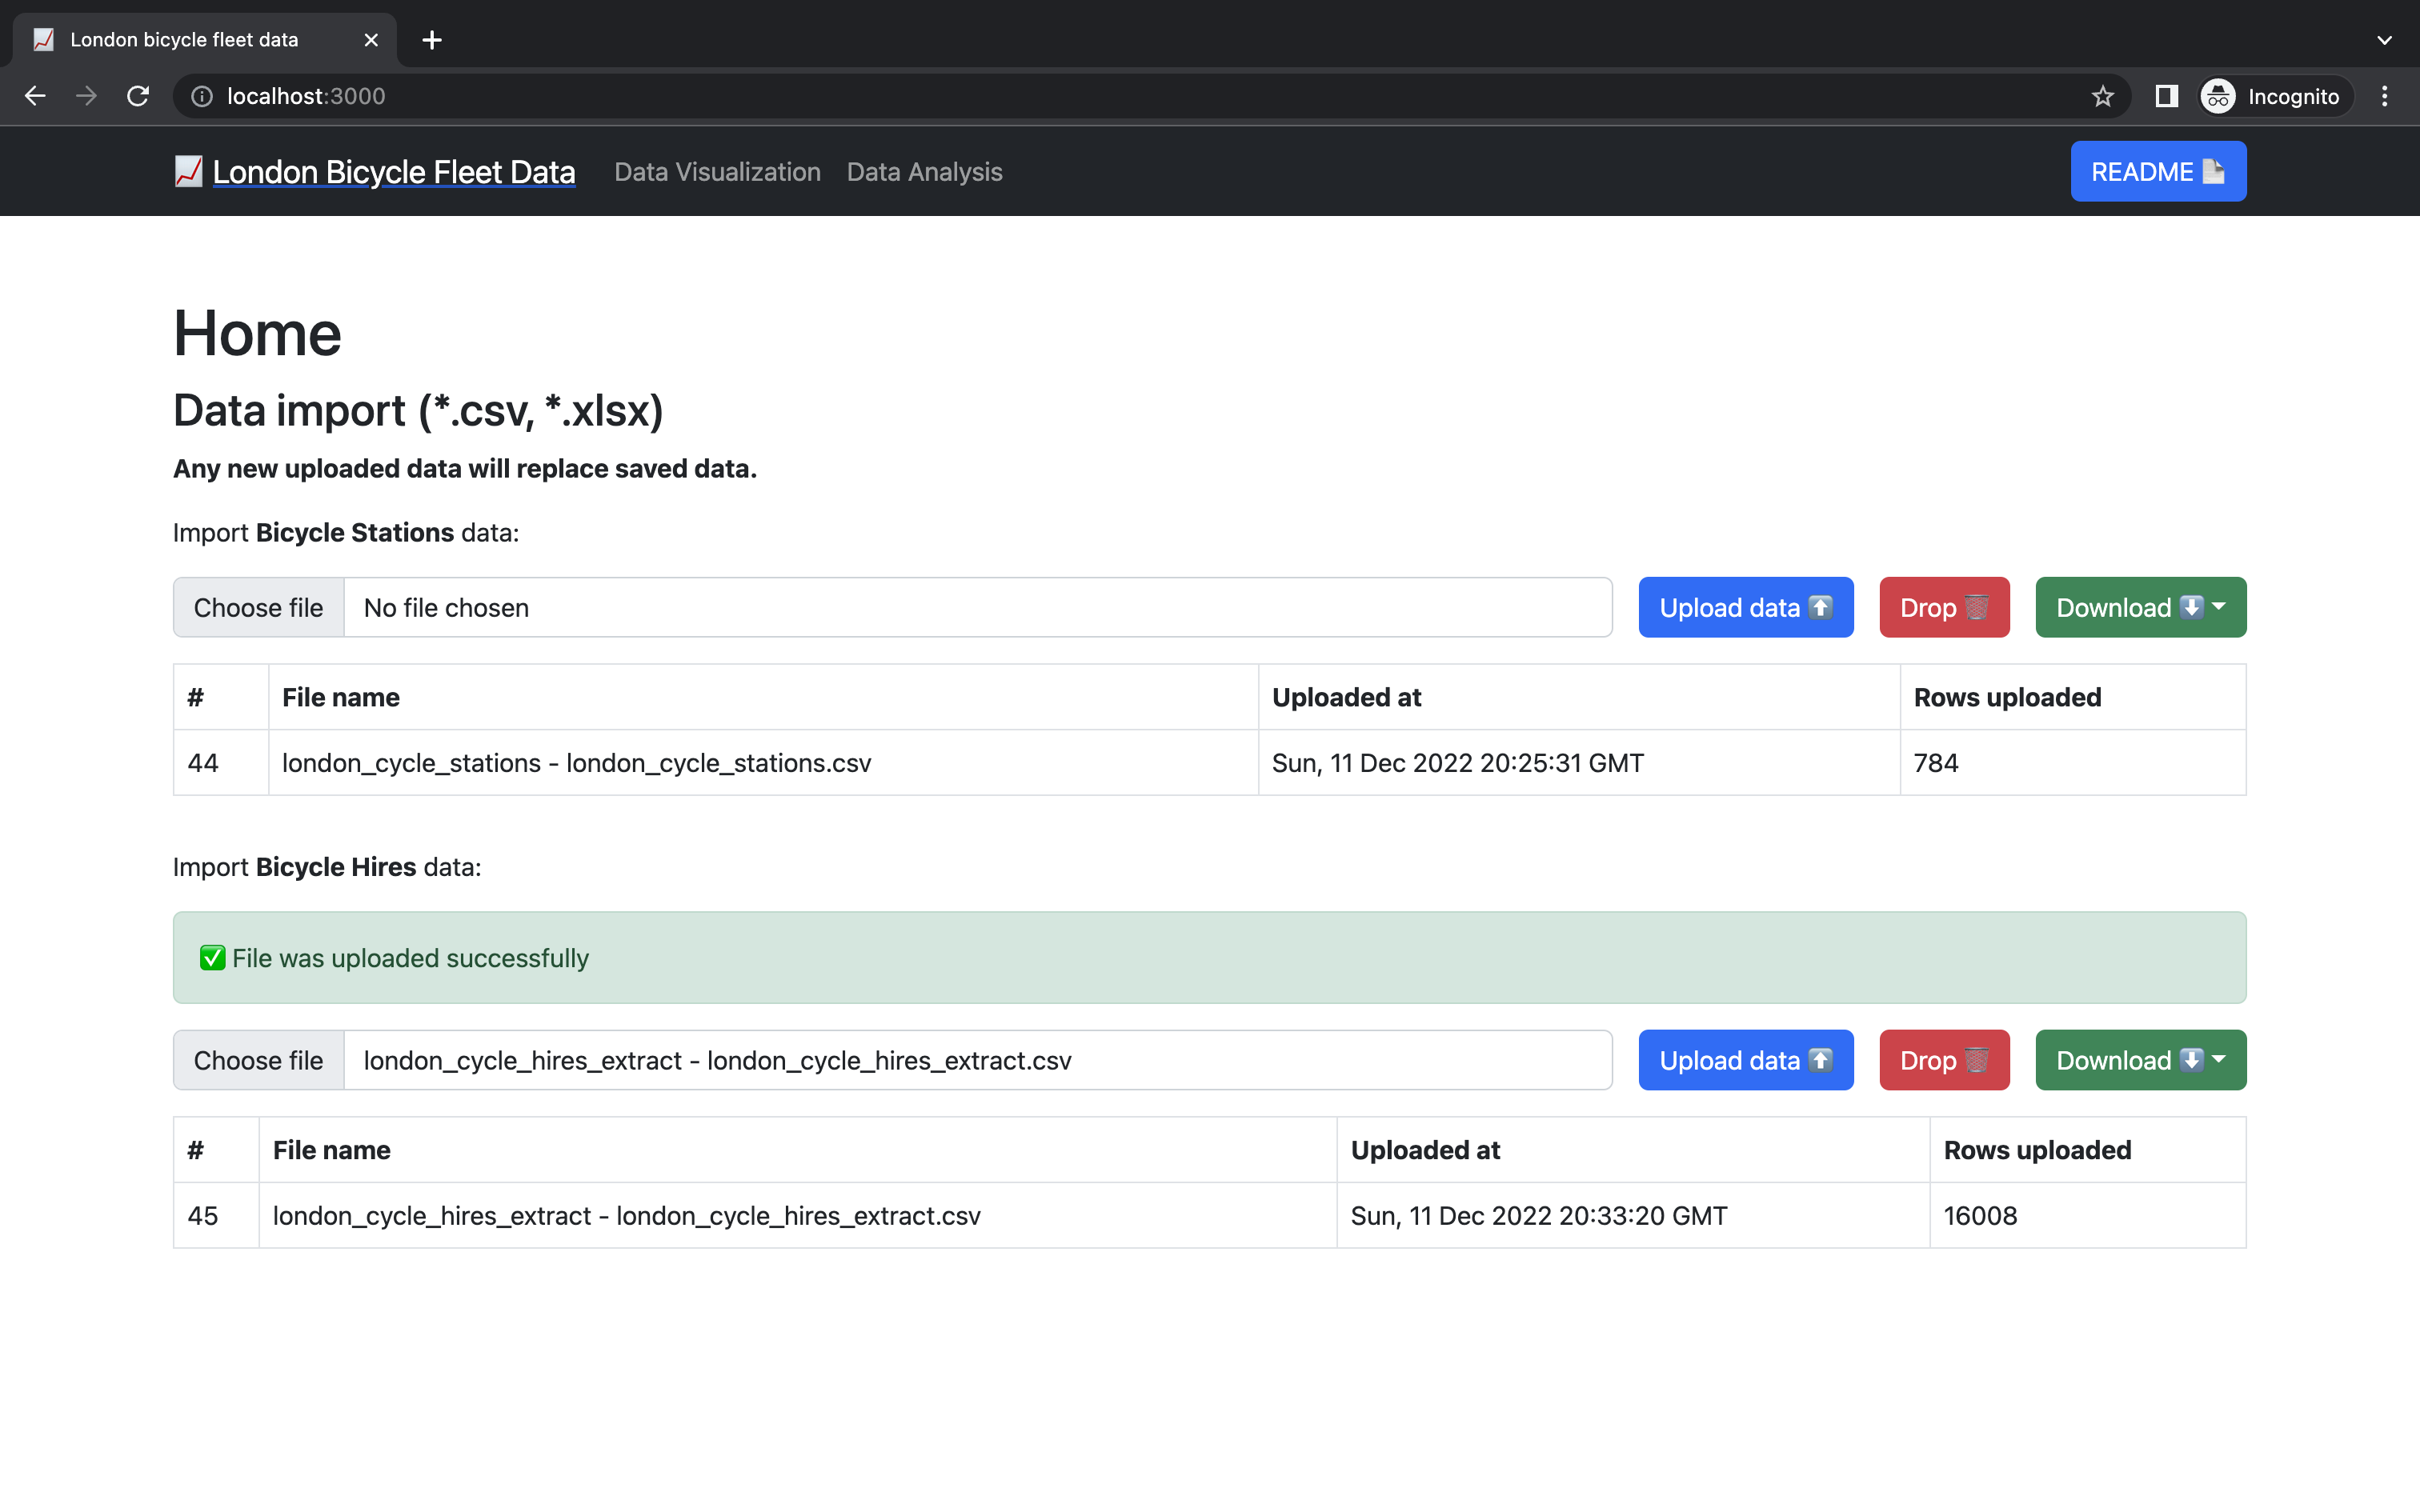 London bicycle fleet data
localhost:3000
Incognito
London Bicycle Fleet Data Data Visualization Data Analysis README
Home
Data import (*.csv, *.xlsx)
Any new uploaded data will replace saved data.
Import Bicycle Stations data:
Choose file No file chosen Upload data Drop Download
# File name Uploaded at Rows uploaded
44 london_cycle_stations - london_cycle_stations.csv Sun, 11 Dec 2022 20:25:31 GMT 784
Import Bicycle Hires data:
✅ File was uploaded successfully
Choose file london_cycle_hires_extract - london_cycle_hires_extract.csv Upload data Drop Download
# File name Uploaded at Rows uploaded
45 london_cycle_hires_extract - london_cycle_hires_extract.csv Sun, 11 Dec 2022 20:33:20 GMT 16008